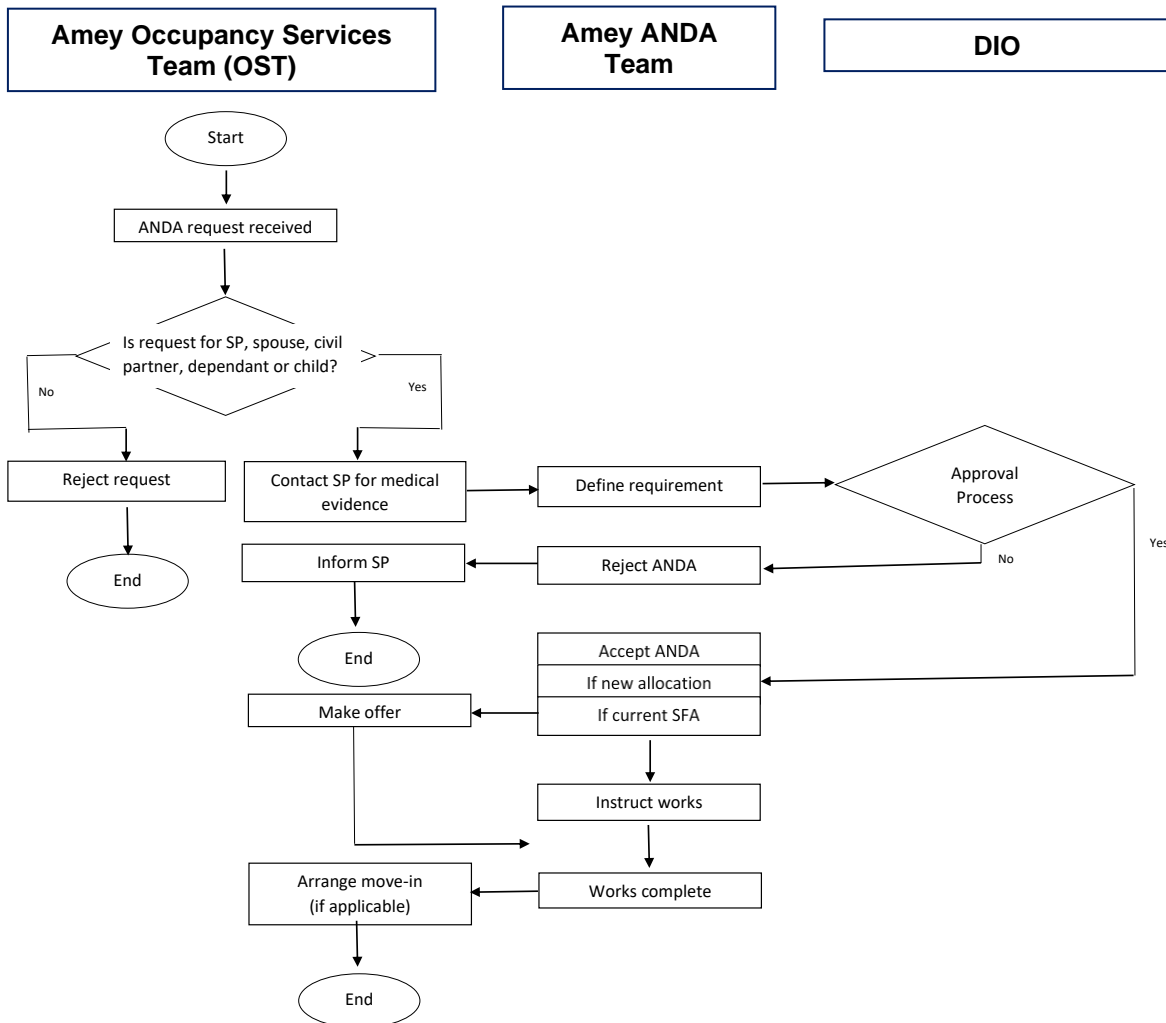 Amey Occupancy Services
Team (OST)
Amey ANDA
Team
DIO
Start
ANDA request received
Is request for SP, spouse, civil
partner, dependant or child?
No
Yes
Reject request
Contact SP for medical
evidence
Define requirement
Approval
Process
Yes
No
End
Inform SP
Reject ANDA
End
Accept ANDA
If new allocation
Make offer
If current SFA
Instruct works
Arrange move-in
(if applicable)
Works complete
End